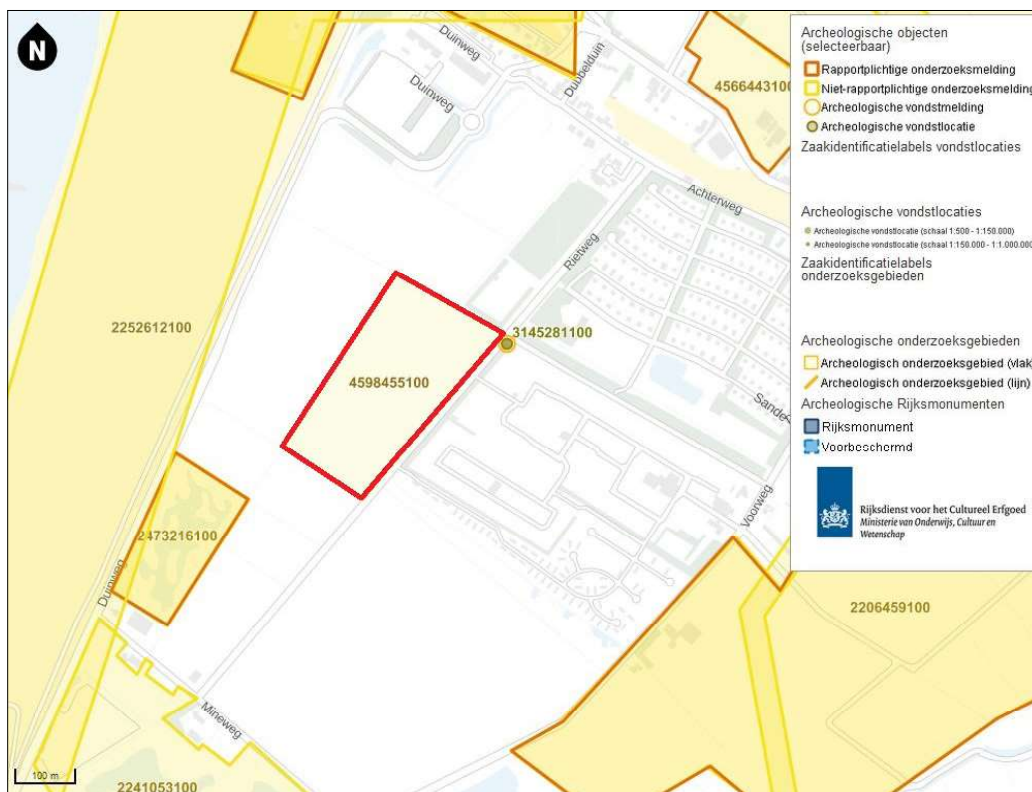 N
Duinweg
Duinweg
Dubbelduin
4566443100
Achterweg
Rietweg
2252612100
3145281100
4598455100
Voorweg
2473216100
Duinweg
2206459100
Mineweg
100 m
2241053100
Archeologische objecten
(selecteerbaar)
Rapportplichtige onderzoeksmelding
Niet-rapportplichtige onderzoeksmelding
Archeologische vondstmelding
Archeologische vondstlocatie
Zaakidentificatielabels vondstlocaties
Archeologische vondstlocaties
Archeologische vondstlocatie (schaal 1:500 - 1:150.000)
Archeologische vondstlocatie (schaal 1:150.000 - 1:1.000.000
Zaakidentificatielabels
onderzoeksgebieden
Archeologische onderzoeksgebieden
Archeologisch onderzoeksgebied (vlak
Archeologisch onderzoeksgebied (lijn)
Archeologische Rijksmonumenten
Rijksmonument
Voorbeschermd
Rijksdienst voor het Cultureel Erfgoed
Ministerie van Onderwijs, Cultuur en
Wetenschap